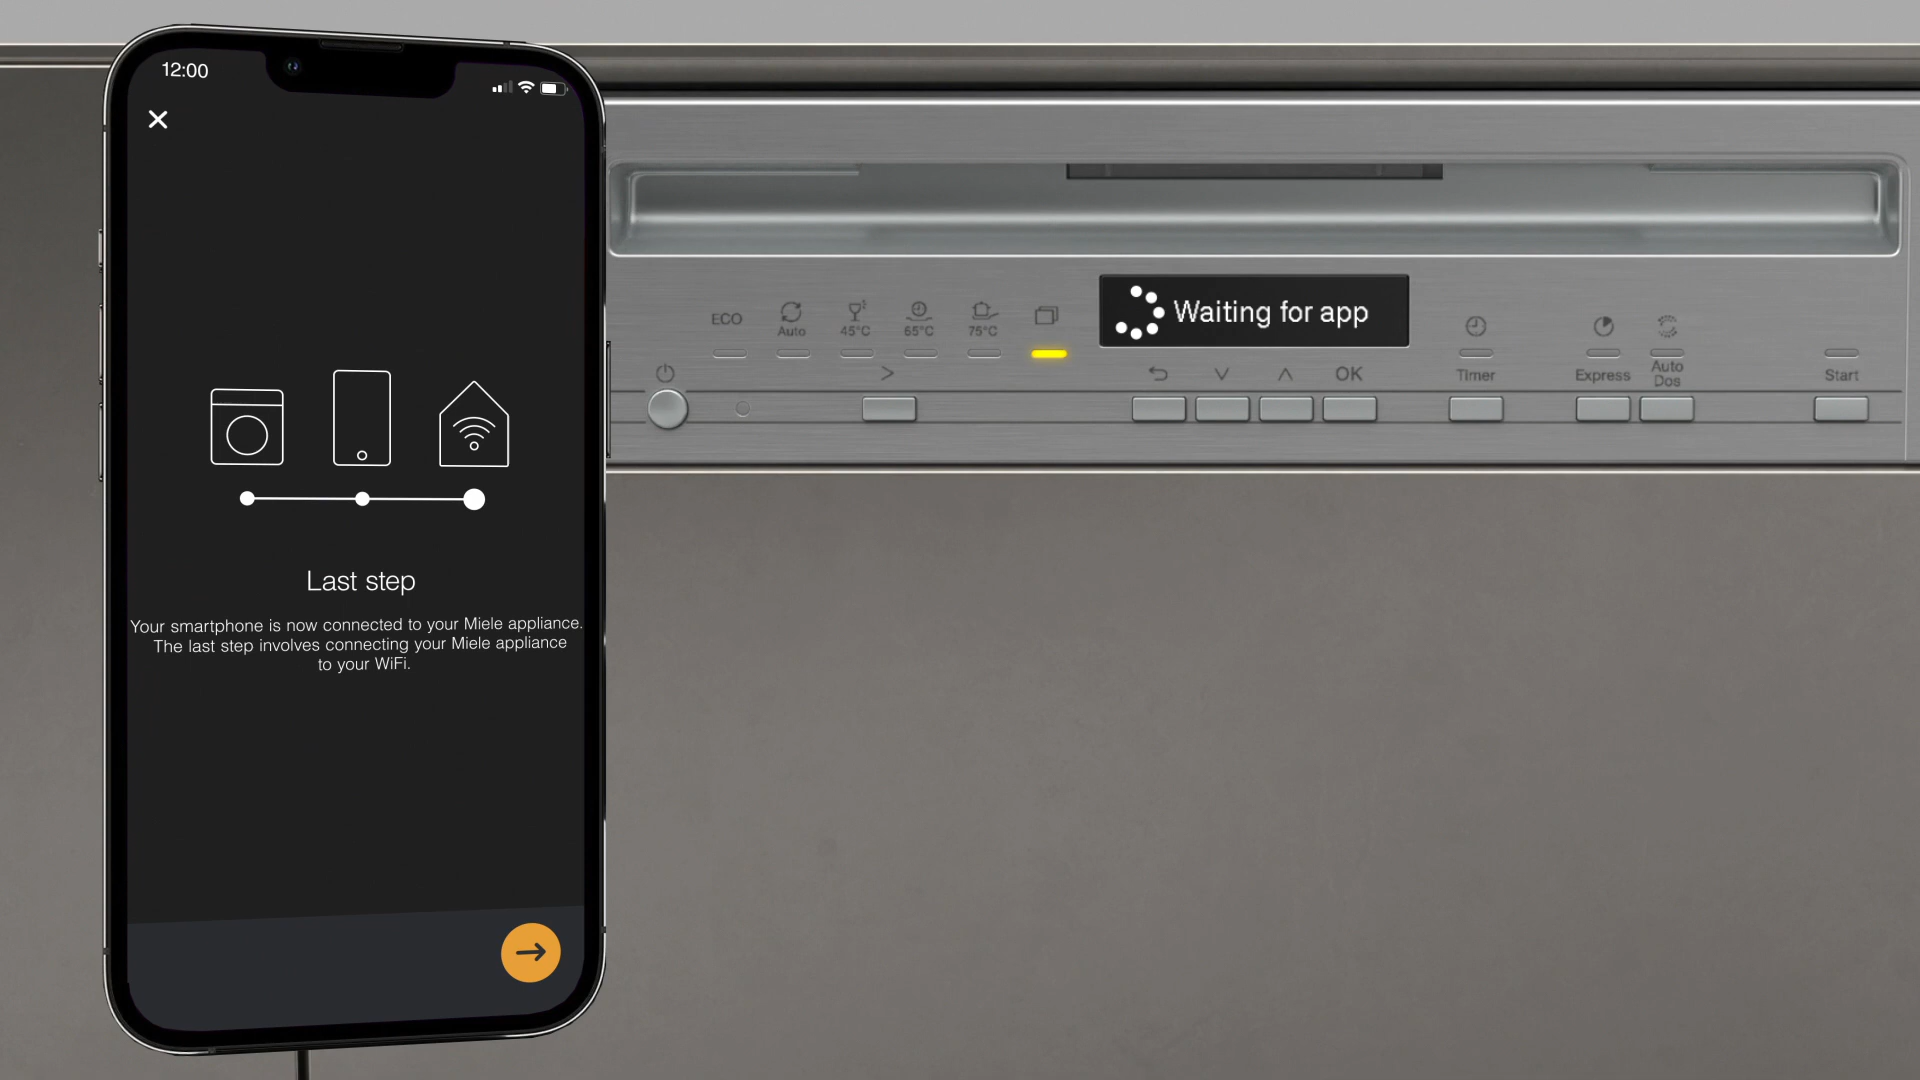 12:00
Last step
Your smartphone is now connected to your Miele appliance.
The last step involves connecting your Miele appliance
to your WiFi.
Waiting for app
ECO
Auto
45°C
65°C
75°C
OK
Timer
Express
Auto
Dos
Start